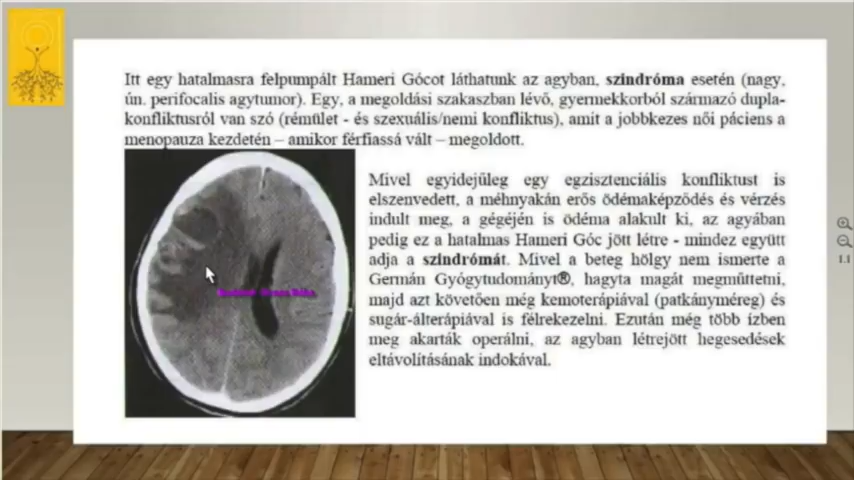 Itt egy hatalmasra felpumpált Hameri Gócot láthatunk az agyban, szindróma esetén (nagy,
ún. perifocalis agytumor). Egy, a megoldási szakaszban lévő, gyermekkorból származó dupla-
konfliktusról van szó (rémület - és szexuális/nemi konfliktus), amit a jobbkezes női páciens a
menopauza kezdetén – amikor férfiassá vált – megoldott.
Mivel egyidejűleg egy egzisztenciális konfliktust is
elszenvedett, a méhnyakán erős ödémaképződés és vérzés
indult meg, a gégéjén is ödéma alakult ki, az agyában
pedig ez a hatalmas Hameri Góc jött létre - mindez együtt
adja a szindrómát. Mivel a beteg hölgy nem ismerte a
Germán Gyógytudományt®, hagyta magát megműttetni,
majd azt követően még kemoterápiával (patkányméreg) és
sugár-álterápiával is félrekezelni. Ezután még több ízben
meg akarták operálni, az agyban létrejött hegesedések
eltávolításának indokával.
1:1